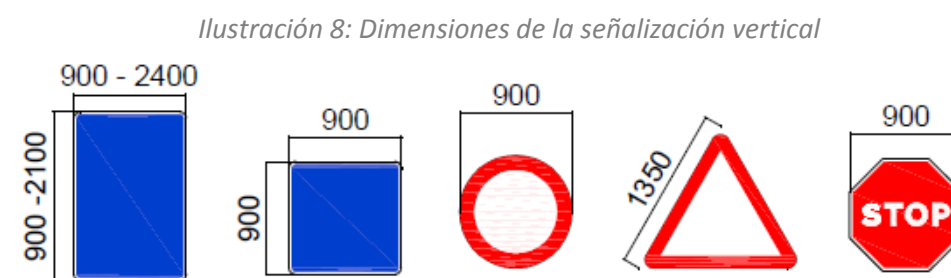 Ilustración 8: Dimensiones de la señalización vertical
900 - 2400
900 -2100
900
900
900
1350
900
STOP